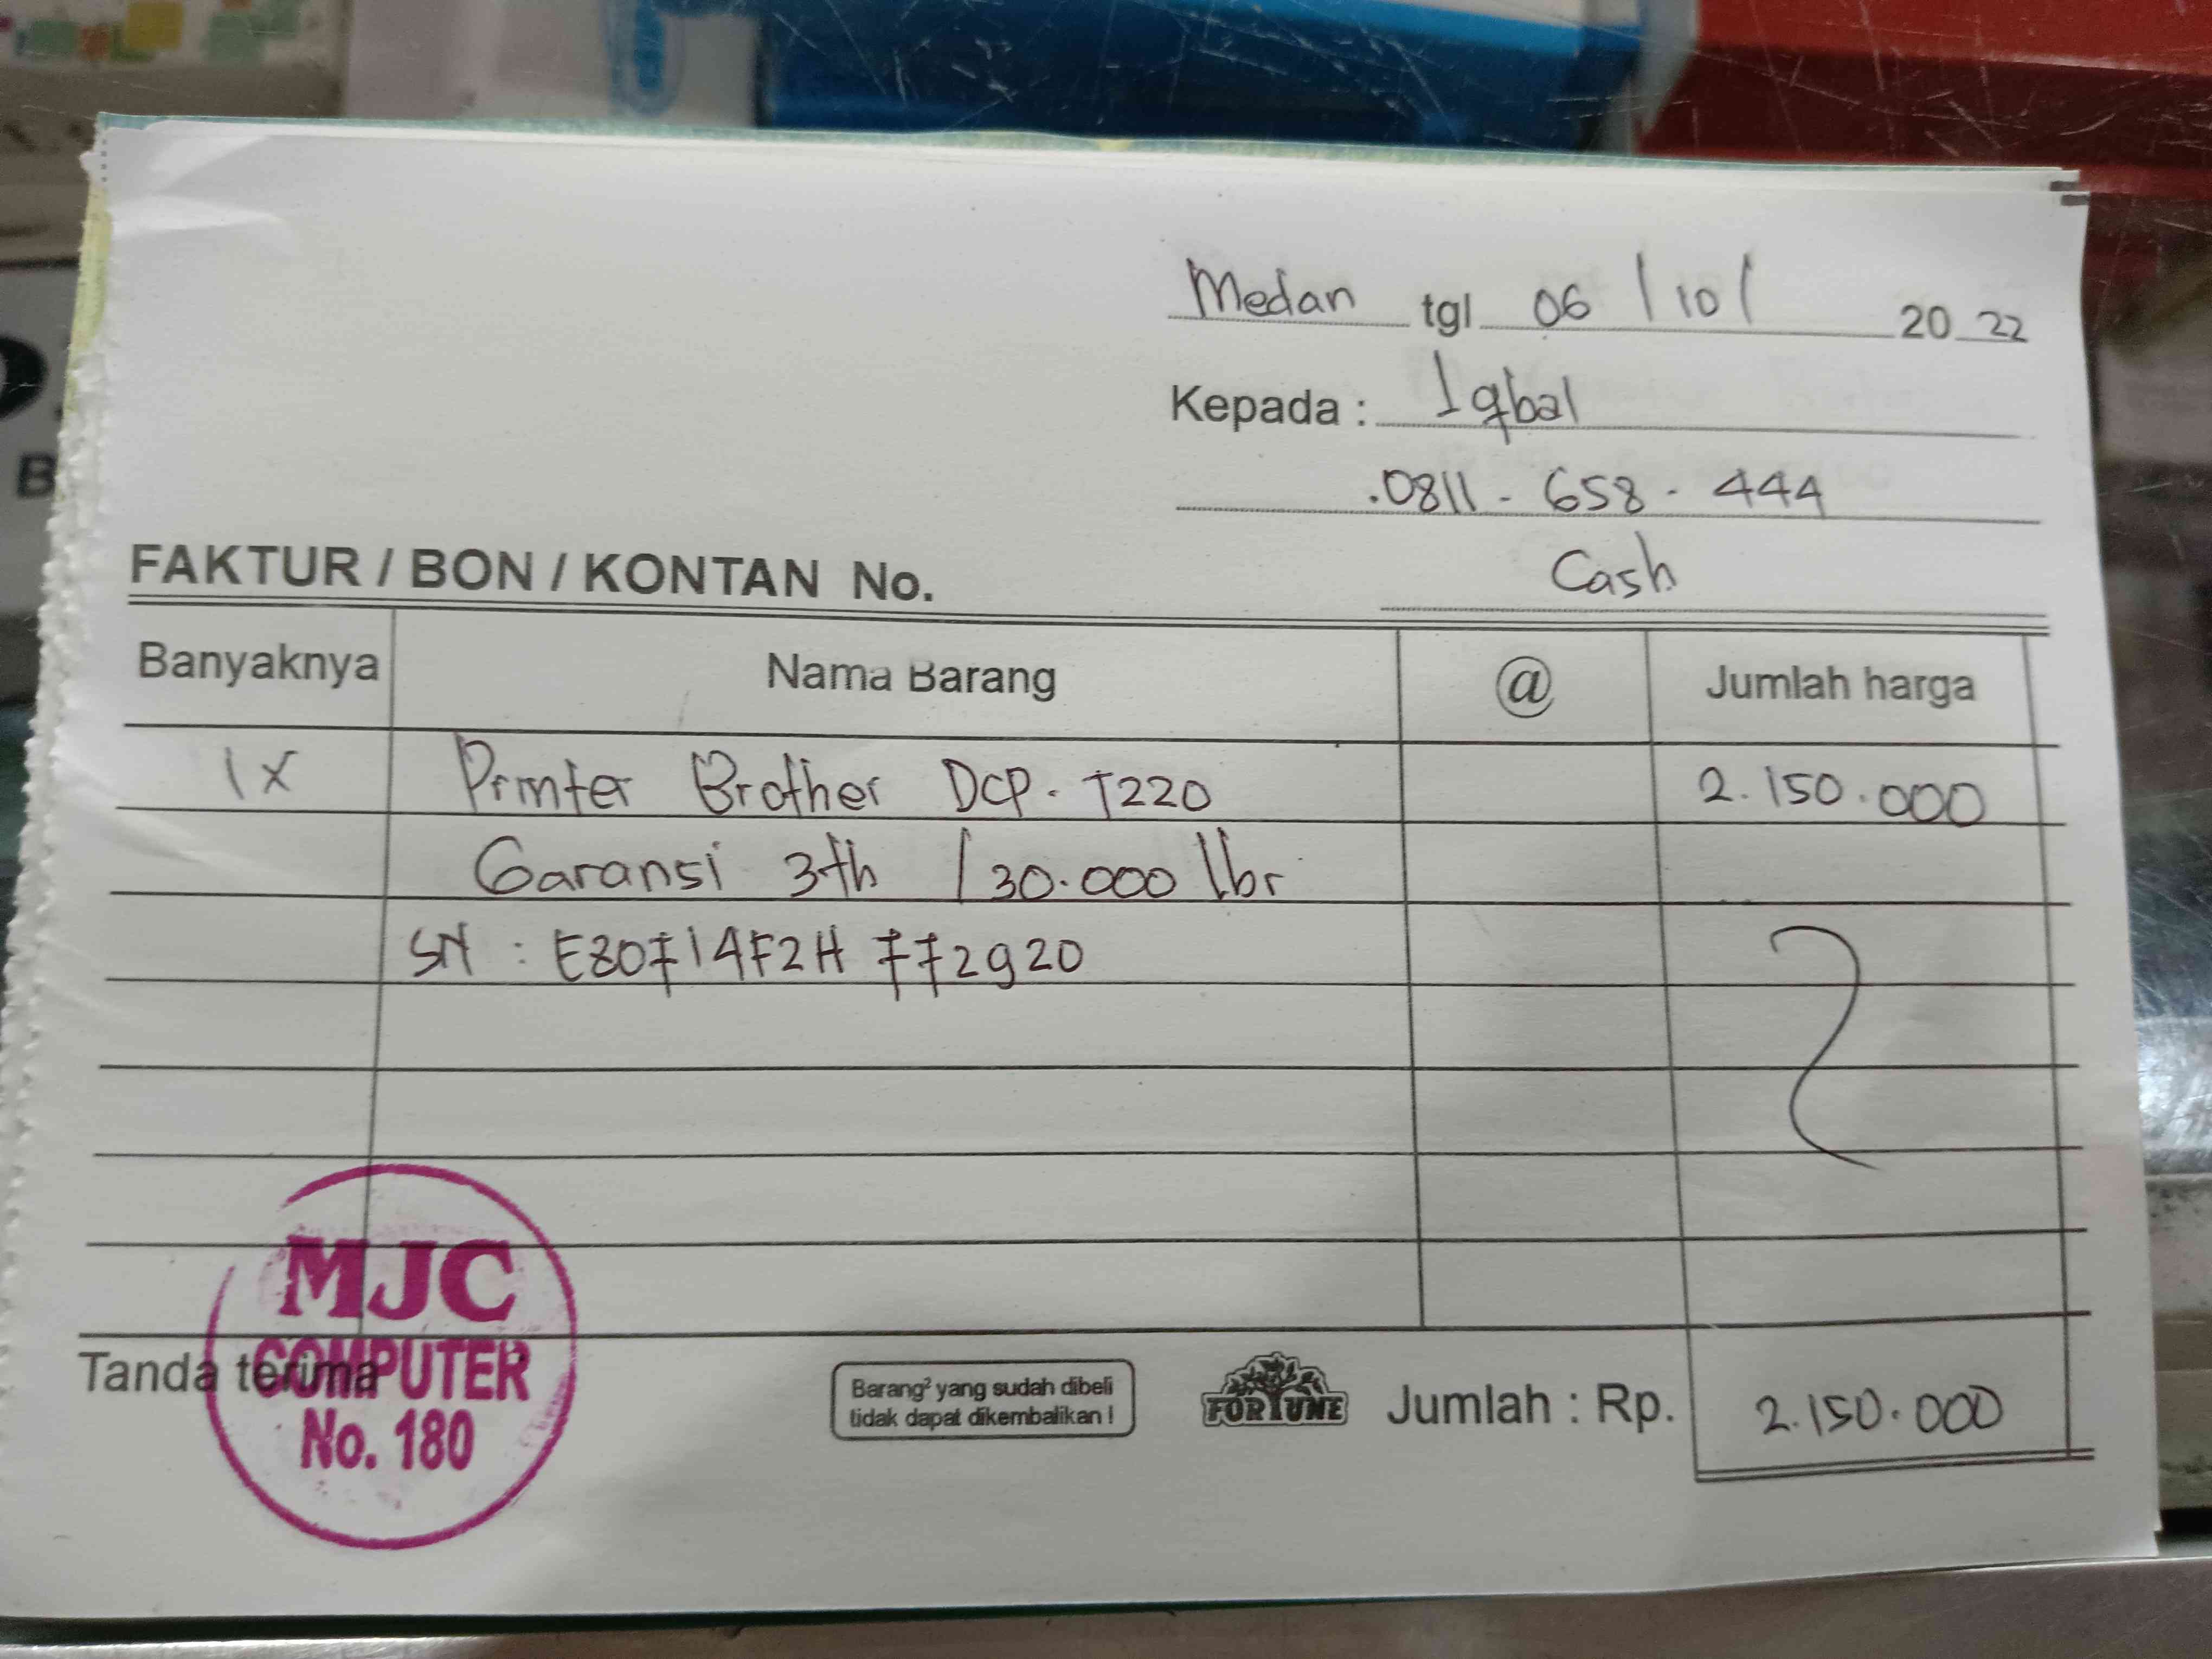 Medan tgl 06/10/ 2022
Kepada : Iqbal
0811-658-444
FAKTUR / BON / KONTAN No. Cash
Banyaknya Nama Barang @ Jumlah harga
1x Printer Brother DCP-T220 2.150.000
Garansi 3th /30.000 lbr
SN : E80714F2H772920
MJC
COMPUTER
No. 180
Tanda terima
Barang² yang sudah dibeli
tidak dapat dikembalikan !
FORTUNE
Jumlah : Rp. 2.150.000